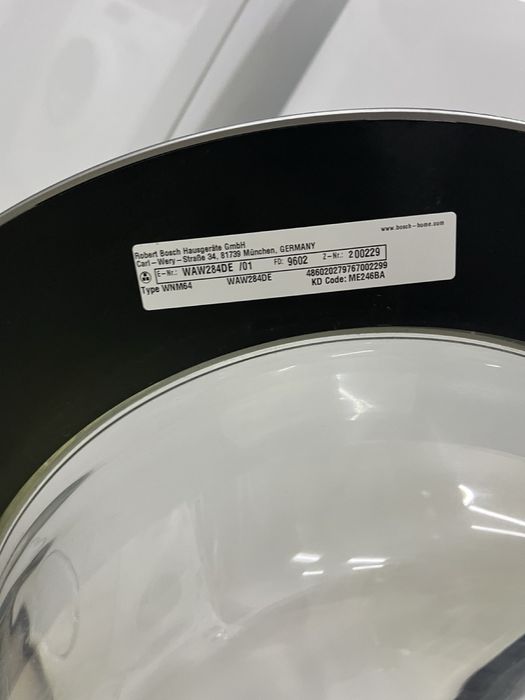 Robert Bosch Hausgeräte GmbH
www.bosch-home.com
Carl-Wery-Straße 34, 81739 München, GERMANY
E-Nr.: WAW284DE /01 FD: 9602 Z-Nr.: 200229
Type WNM64 WAW284DE 486020279767002299
KD Code: ME246BA